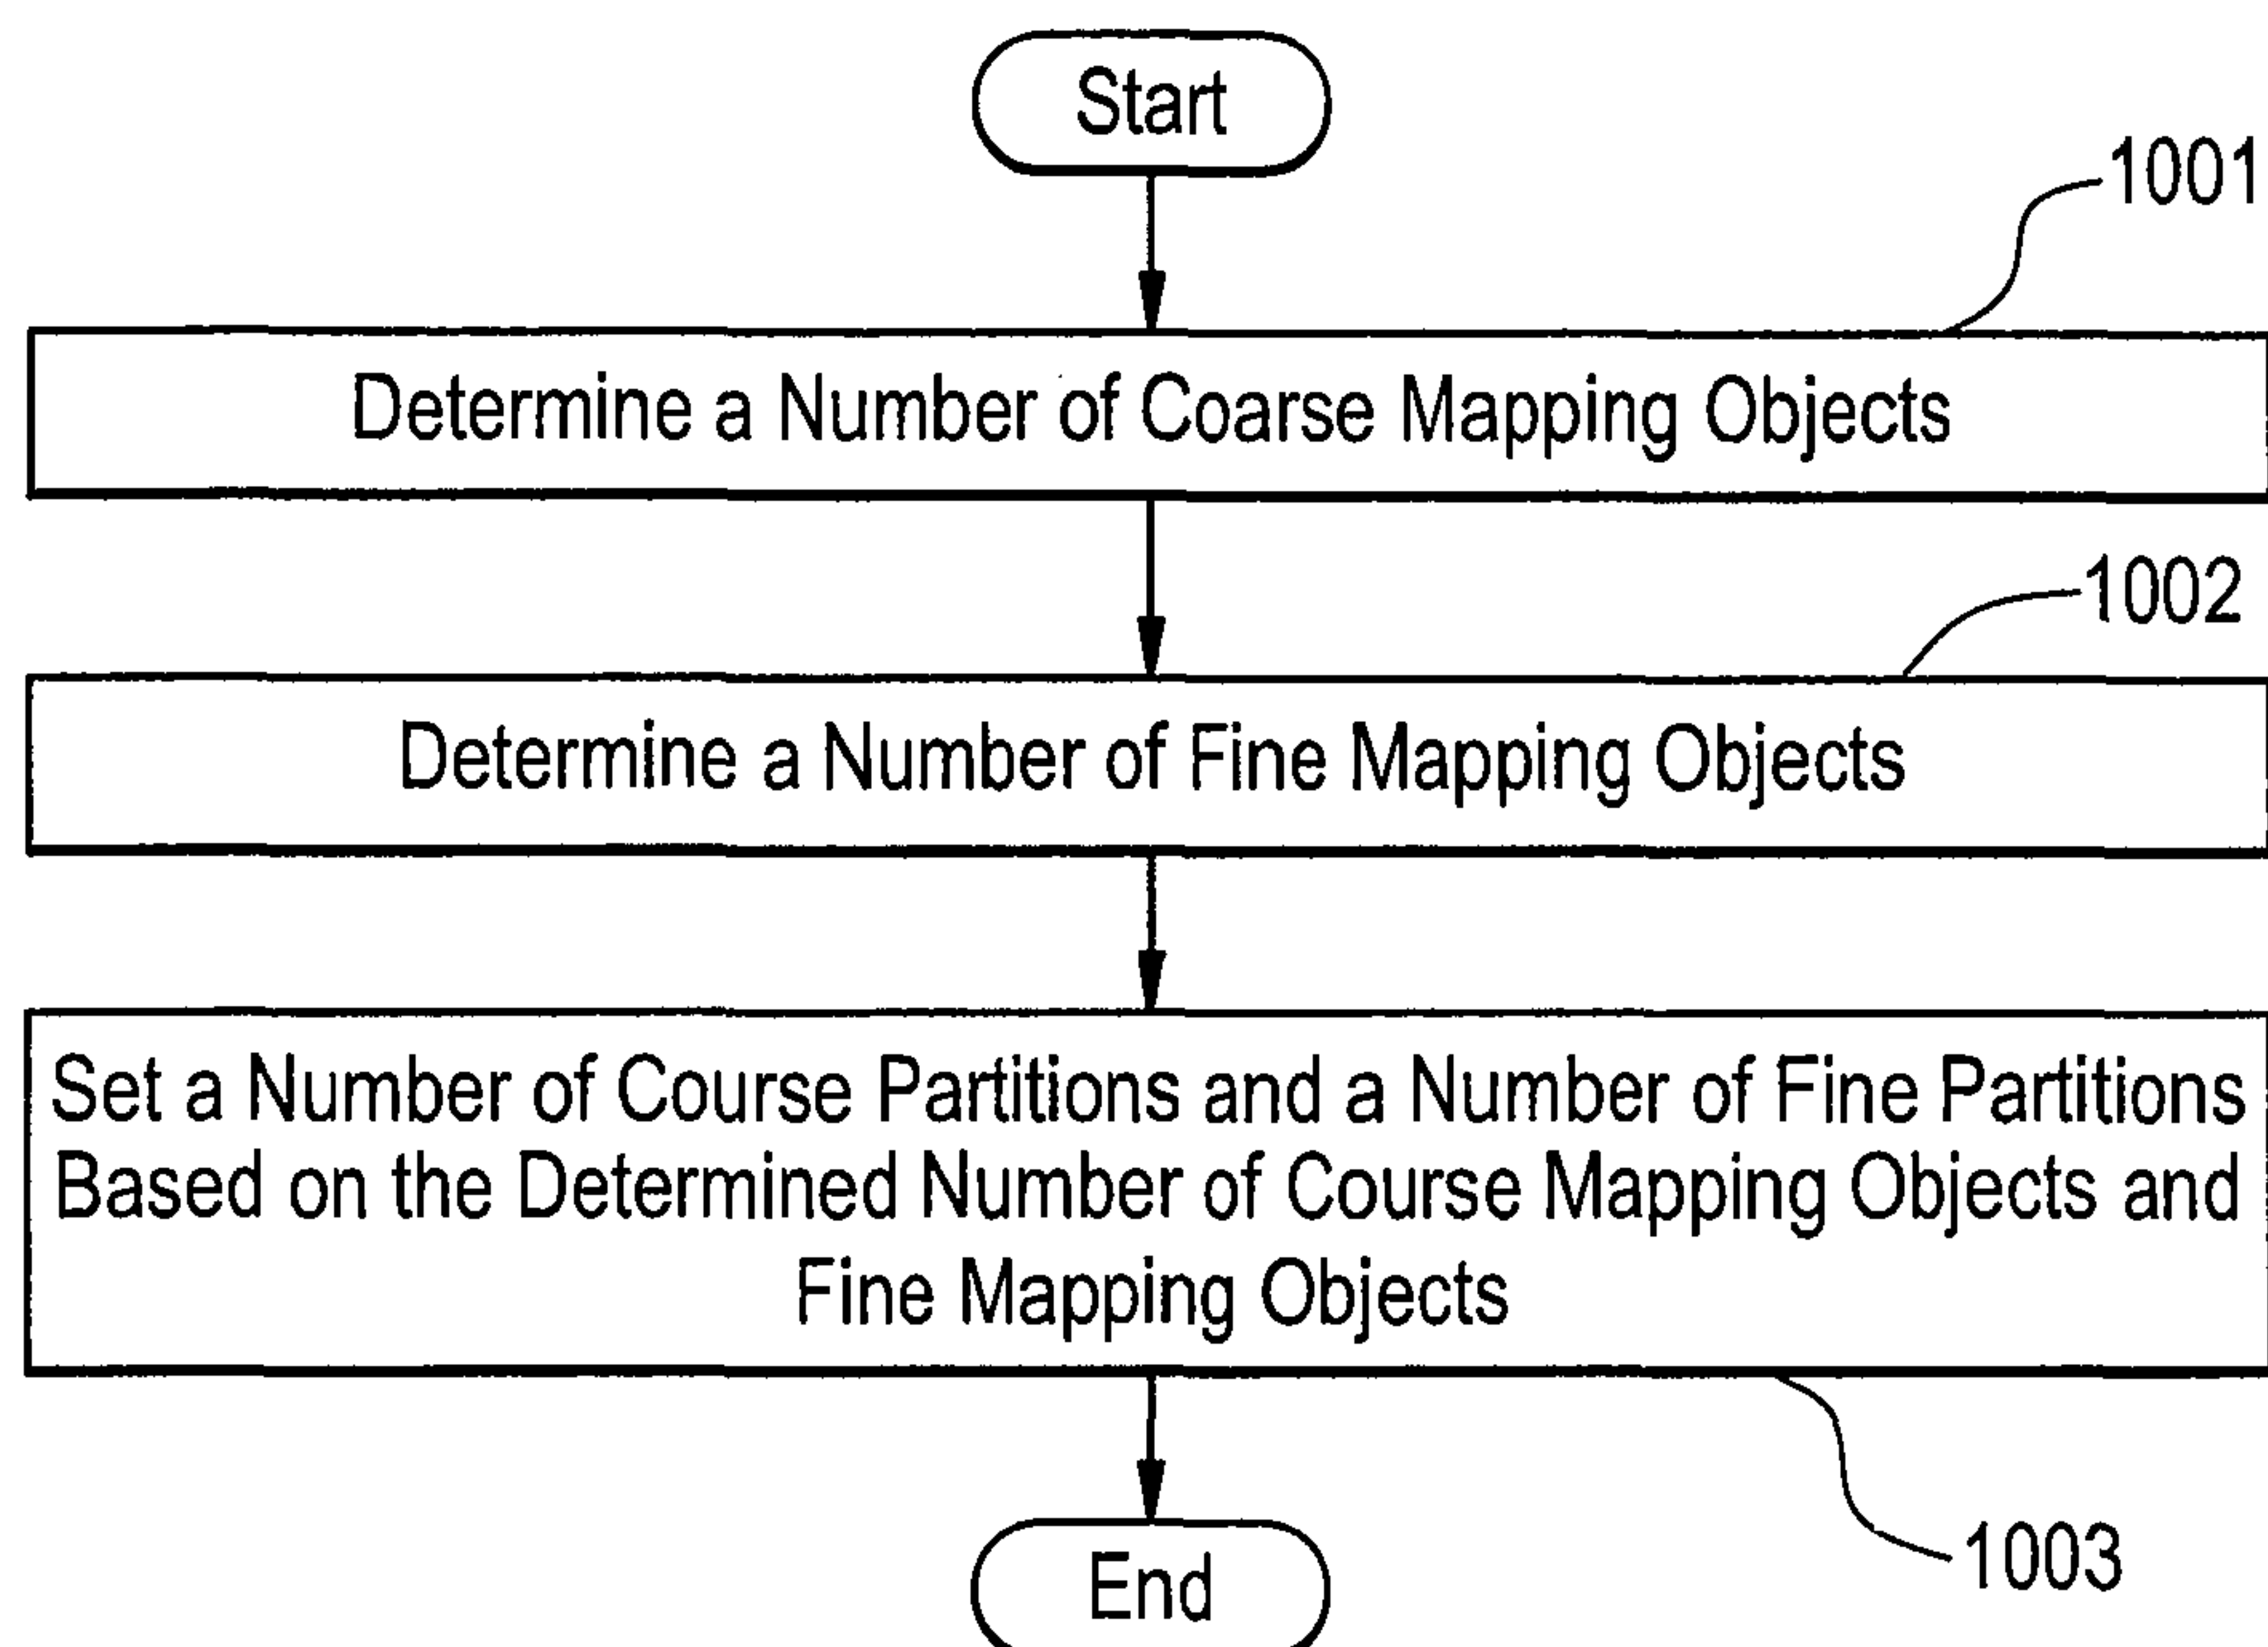 Start
1001
Determine a Number of Coarse Mapping Objects
1002
Determine a Number of Fine Mapping Objects
Set a Number of Course Partitions and a Number of Fine Partitions
Based on the Determined Number of Course Mapping Objects and
Fine Mapping Objects
End
1003